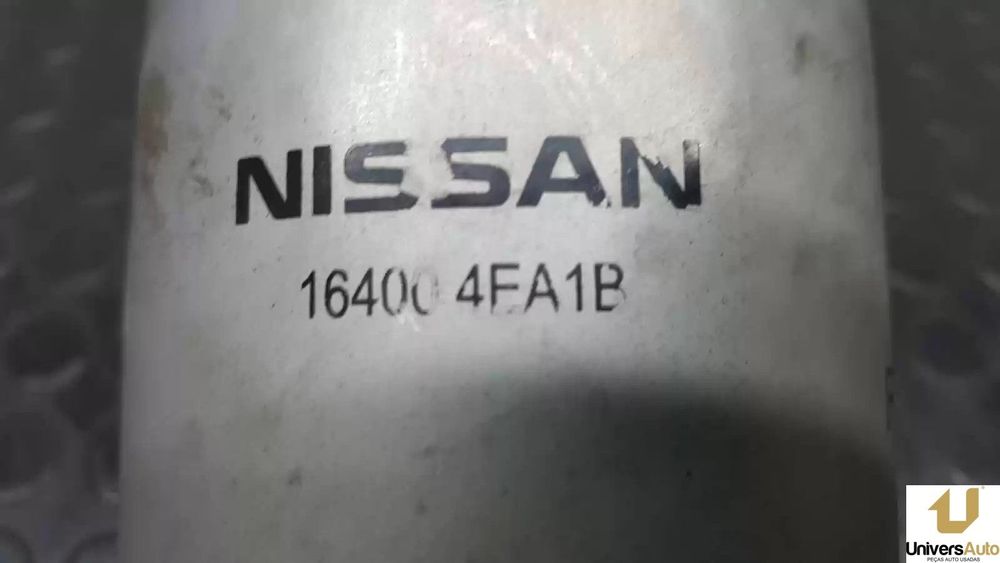 NISSAN
16400 4EA1B
UniversAuto
PEÇAS AUTO USADAS